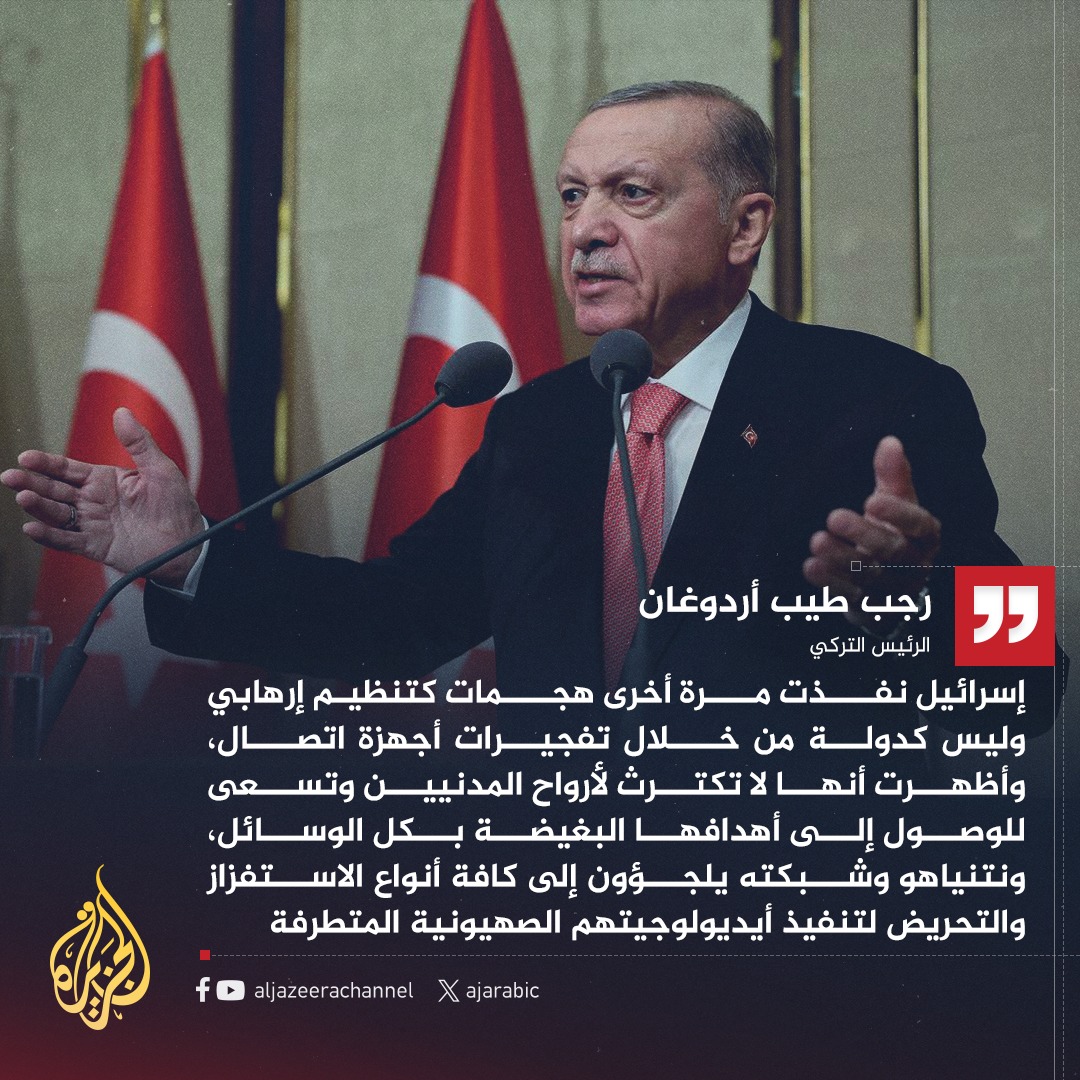 رجب طيب أردوغان
الرئيس التركي
إسرائيل نفذت مرة أخرى هجمات كتنظيم إرهابي
وليس كدولة من خلال تفجيرات أجهزة اتصال،
وأظهرت أنها لا تكترث لأرواح المدنيين وتسعى
للوصول إلى أهدافها البغيضة بكل الوسائل،
ونتنياهو وشبكته يلجؤون إلى كافة أنواع الاستفزاز
والتحريض لتنفيذ أيديولوجيتهم الصهيونية المتطرفة
الجزيرة
aljazeerachannel ajarabic